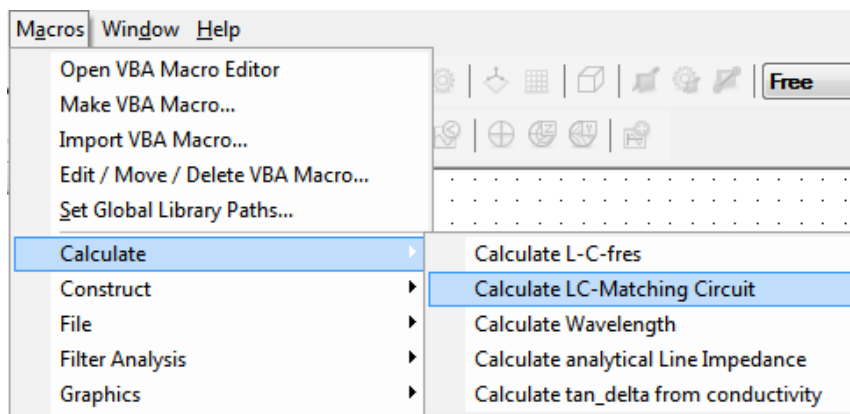 Macros Window Help
Open VBA Macro Editor
Make VBA Macro...
Import VBA Macro...
Edit / Move / Delete VBA Macro...
Set Global Library Paths...
Calculate
Construct
File
Filter Analysis
Graphics
Free
Calculate L-C-fres
Calculate LC-Matching Circuit
Calculate Wavelength
Calculate analytical Line Impedance
Calculate tan_delta from conductivity